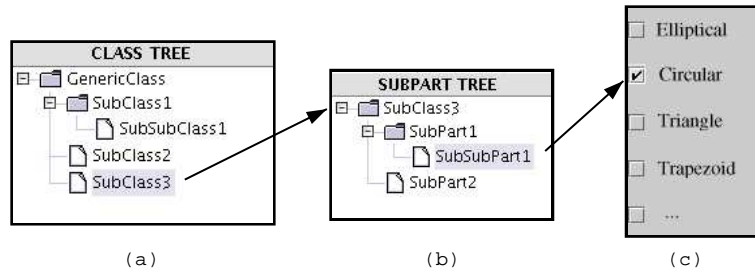 CLASS TREE
GenericClass
SubClass1
SubSubClass1
SubClass2
SubClass3
SUBPART TREE
SubClass3
SubPart1
SubSubPart1
SubPart2
Elliptical
Circular
Triangle
Trapezoid
...
(a)
(b)
(c)